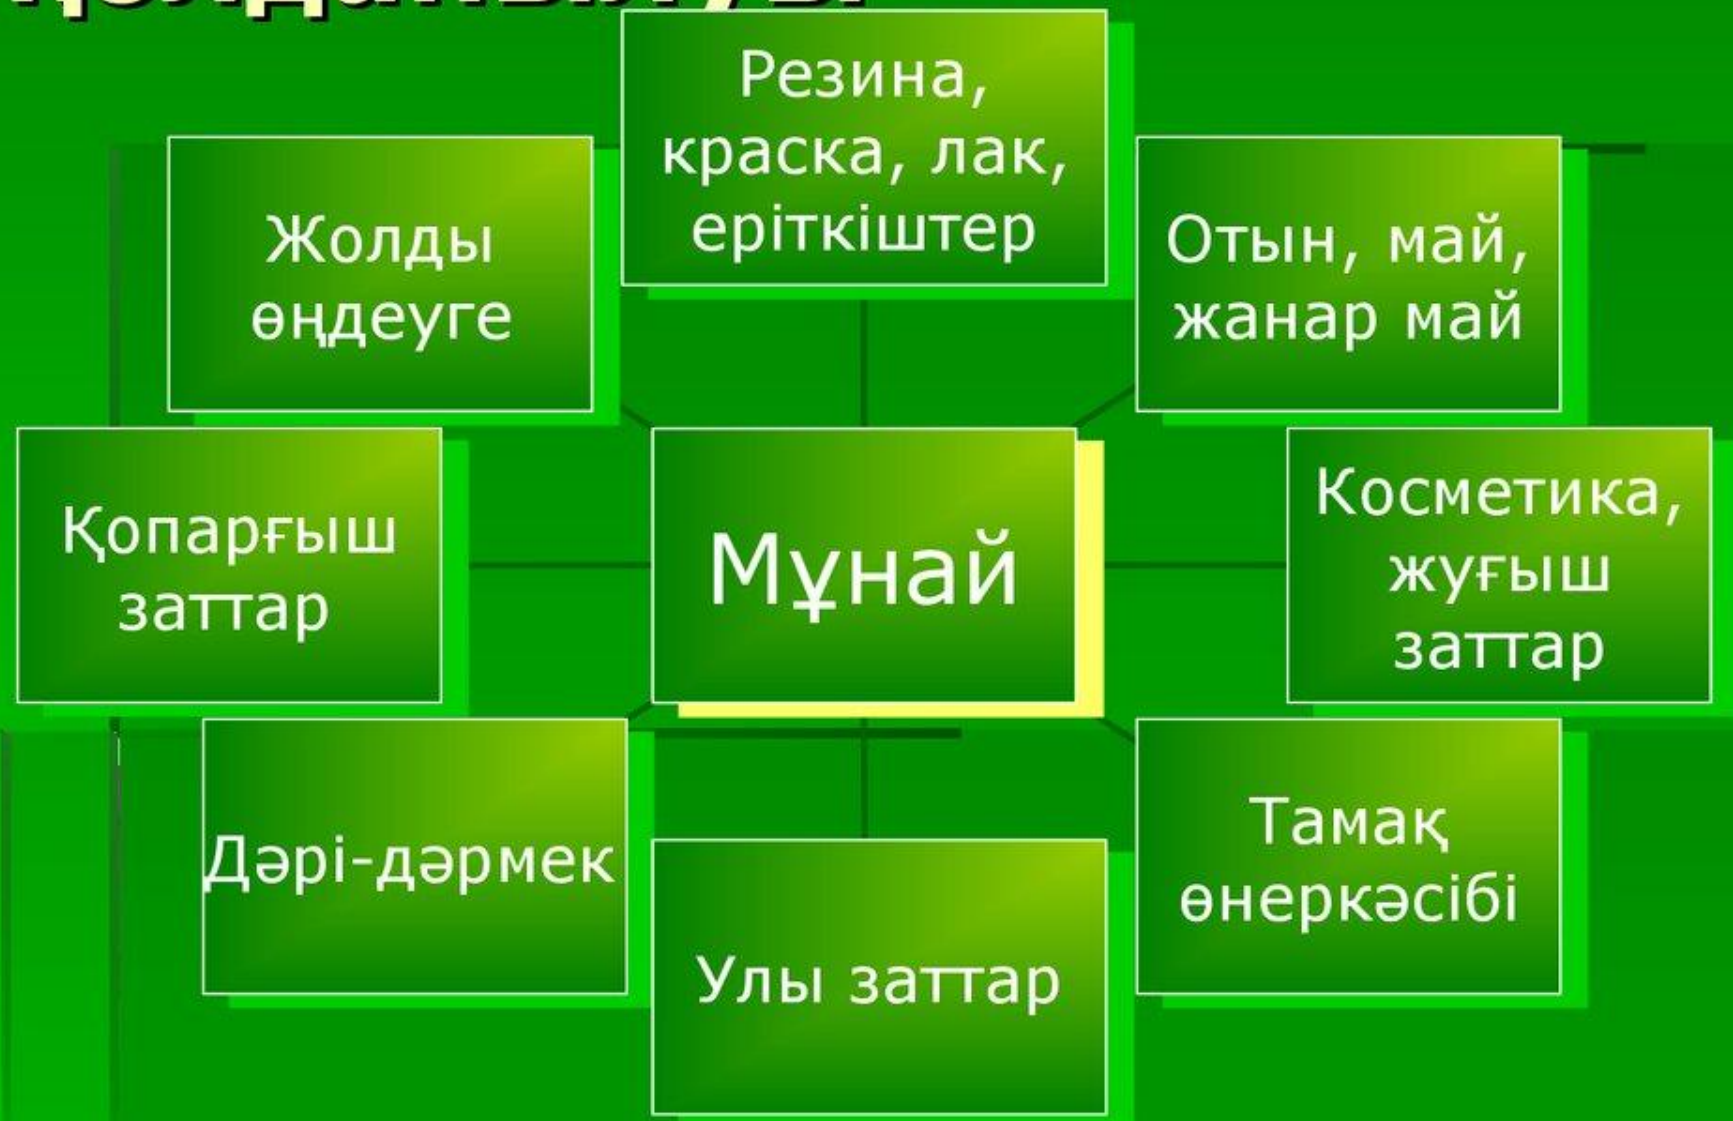 қолданылуы
Резина,
краска, лак,
еріткіштер
Жолды
өңдеуге
Отын, май,
жанар май
Қопарғыш
заттар
Мұнай
Косметика,
жуғыш
заттар
Дәрі-дәрмек
Улы заттар
Тамақ
өнеркәсібі